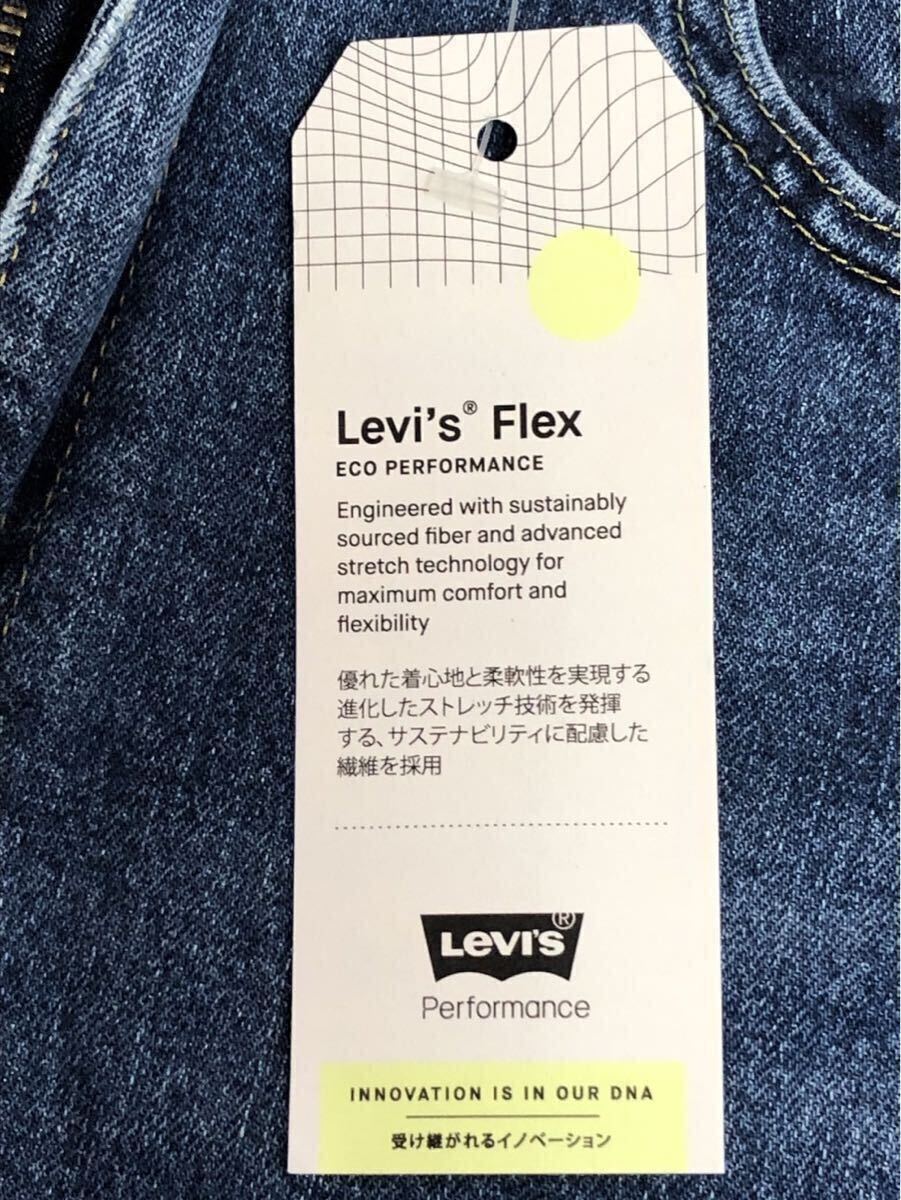 Levi's® Flex
ECO PERFORMANCE
Engineered with sustainably
sourced fiber and advanced
stretch technology for
maximum comfort and
flexibility
優れた着心地と柔軟性を実現する
進化したストレッチ技術を発揮
する、サステナビリティに配慮した
繊維を採用
LEVI'S®
Performance
INNOVATION IS IN OUR DNA
受け継がれるイノベーション